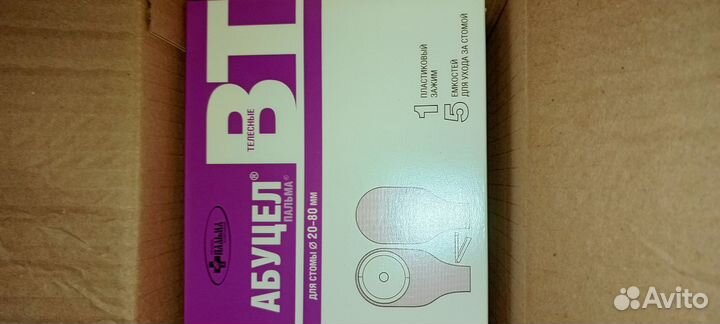 ПАЛЬМА
АБУЦЕЛ®
ПАЛЬМА®
ТЕЛЕСНЫЕ
ВТ
ДЛЯ СТОМЫ Ø 20-80 ММ
1 ПЛАСТИКОВЫЙ
ЗАЖИМ
5 ЕМКОСТЕЙ
ДЛЯ УХОДА ЗА СТОМОЙ
Avito